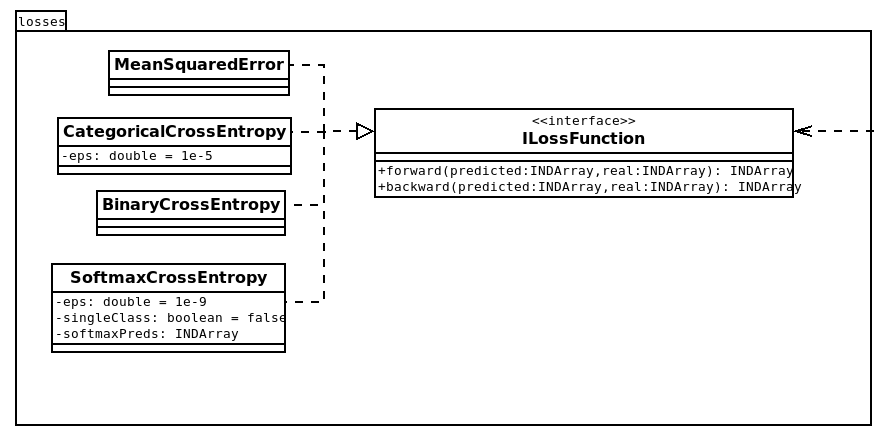 losses
MeanSquaredError
CategoricalCrossEntropy
-eps: double = 1e-5
BinaryCrossEntropy
SoftmaxCrossEntropy
-eps: double = 1e-9
-singleClass: boolean = false
-softmaxPreds: INDArray
<<interface>>
ILossFunction
+forward(predicted:INDArray,real:INDArray): INDArray
+backward(predicted:INDArray,real:INDArray): INDArray